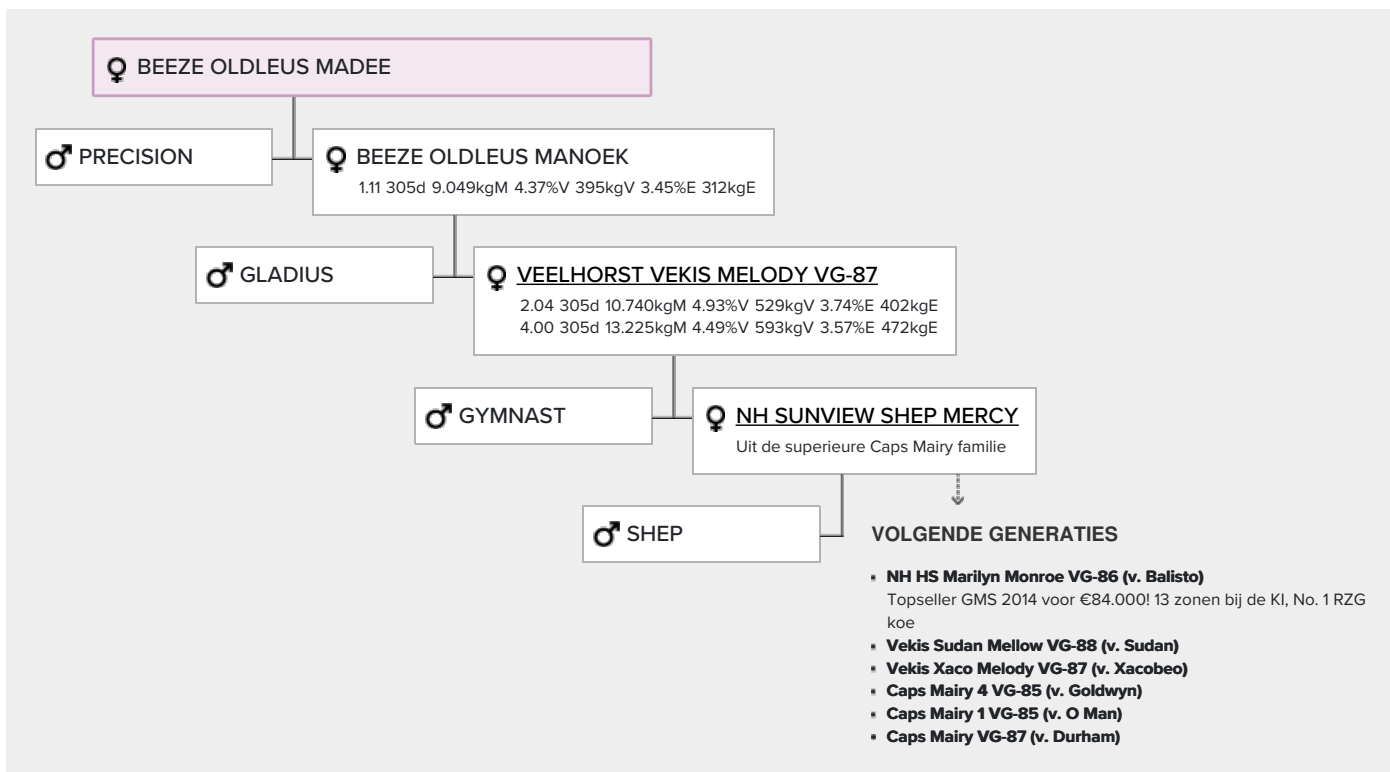 BEEZE OLDLEUS MADEE
PRECISION
BEEZE OLDLEUS MANOEK
1.11 305d 9.049kgM 4.37%V 395kgV 3.45%E 312kgE
GLADIUS
VEELHORST VEKIS MELODY VG-87
2.04 305d 10.740kgM 4.93%V 529kgV 3.74%E 402kgE
4.00 305d 13.225kgM 4.49%V 593kgV 3.57%E 472kgE
GYMNAST
NH SUNVIEW SHEP MERCY
Uit de superieure Caps Mairy familie
SHEP
VOLGENDE GENERATIES
▪ NH HS Marilyn Monroe VG-86 (v. Balisto)
Topseller GMS 2014 voor €84.000! 13 zonen bij de KI, No. 1 RZG
koe
▪ Vekis Sudan Mellow VG-88 (v. Sudan)
▪ Vekis Xaco Melody VG-87 (v. Xacobeo)
▪ Caps Mairy 4 VG-85 (v. Goldwyn)
▪ Caps Mairy 1 VG-85 (v. O Man)
▪ Caps Mairy VG-87 (v. Durham)